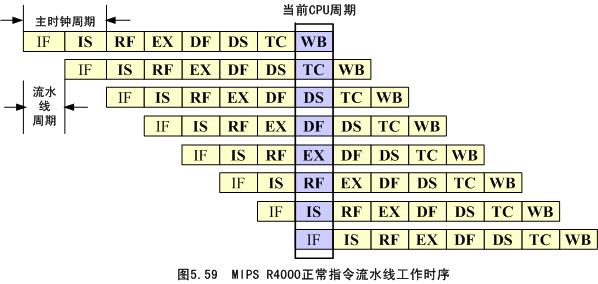 当前CPU周期
主时钟周期
IF IS RF EX DF DS TC WB
IF IS RF EX DF DS TC WB
流水
线
周期
IF IS RF EX DF DS TC WB
IF IS RF EX DF DS TC WB
IF IS RF EX DF DS TC WB
IF IS RF EX DF DS TC WB
IF IS RF EX DF DS TC WB
IF IS RF EX DF DS TC WB
图5.59 MIPS R4000正常指令流水线工作时序